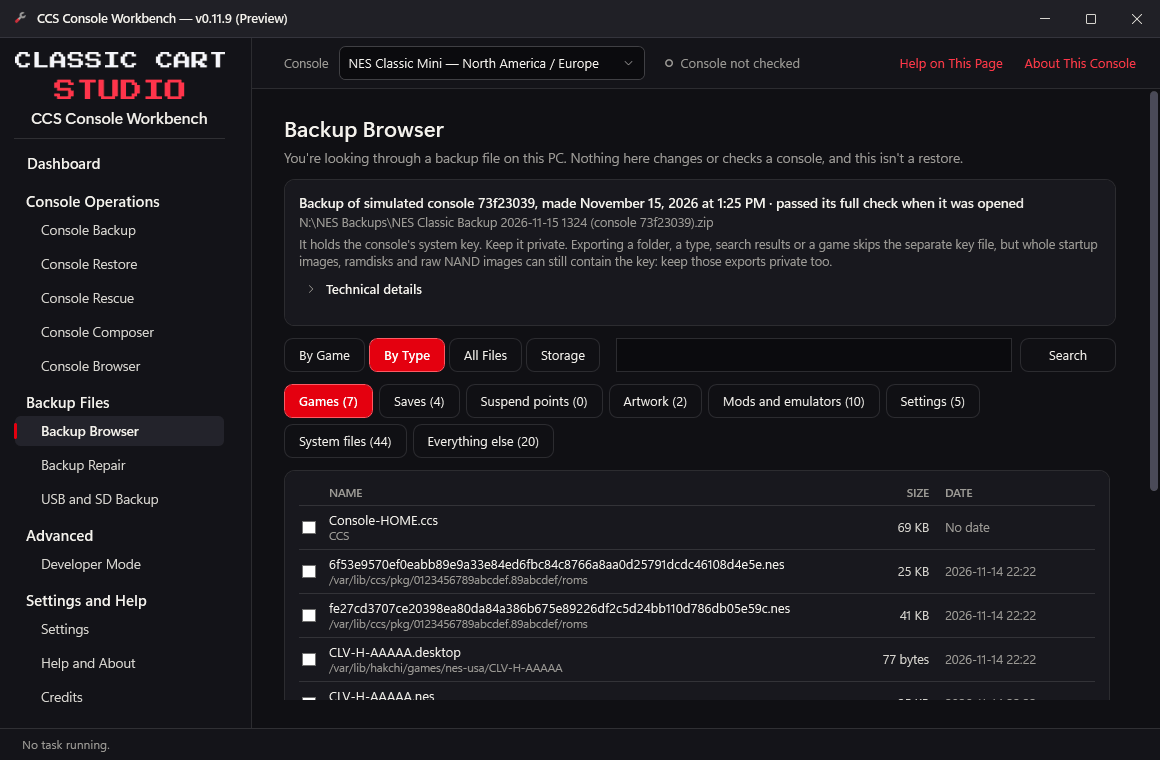 CCS Console Workbench — v0.11.9 (Preview)
CLASSIC CART
STUDIO
CCS Console Workbench
Dashboard
Console Operations
Console Backup
Console Restore
Console Rescue
Console Composer
Console Browser
Backup Files
Backup Browser
Backup Repair
USB and SD Backup
Advanced
Developer Mode
Settings and Help
Settings
Help and About
Credits
Console NES Classic Mini — North America / Europe Console not checked Help on This Page About This Console
Backup Browser
You're looking through a backup file on this PC. Nothing here changes or checks a console, and this isn't a restore.
Backup of simulated console 73f23039, made November 15, 2026 at 1:25 PM · passed its full check when it was opened
N:\NES Backups\NES Classic Backup 2026-11-15 1324 (console 73f23039).zip
It holds the console's system key. Keep it private. Exporting a folder, a type, search results or a game skips the separate key file, but whole startup
images, ramdisks and raw NAND images can still contain the key: keep those exports private too.
Technical details
By Game By Type All Files Storage Search
Games (7) Saves (4) Suspend points (0) Artwork (2) Mods and emulators (10) Settings (5)
System files (44) Everything else (20)
NAME SIZE DATE
Console-HOME.ccs 69 KB No date
CCS
6f53e9570ef0eabb89e9a33e84ed6fbc84c8766a8aa0d25791dcdc46108d4e5e.nes 25 KB 2026-11-14 22:22
/var/lib/ccs/pkg/0123456789abcdef.89abcdef/roms
fe27cd3707ce20398ea80da84a386b675e89226df2c5d24bb110d786db05e59c.nes 41 KB 2026-11-14 22:22
/var/lib/ccs/pkg/0123456789abcdef.89abcdef/roms
CLV-H-AAAAA.desktop 77 bytes 2026-11-14 22:22
/var/lib/hakchi/games/nes-usa/CLV-H-AAAAA
CLV-H-AAAAA.nes
No task running.